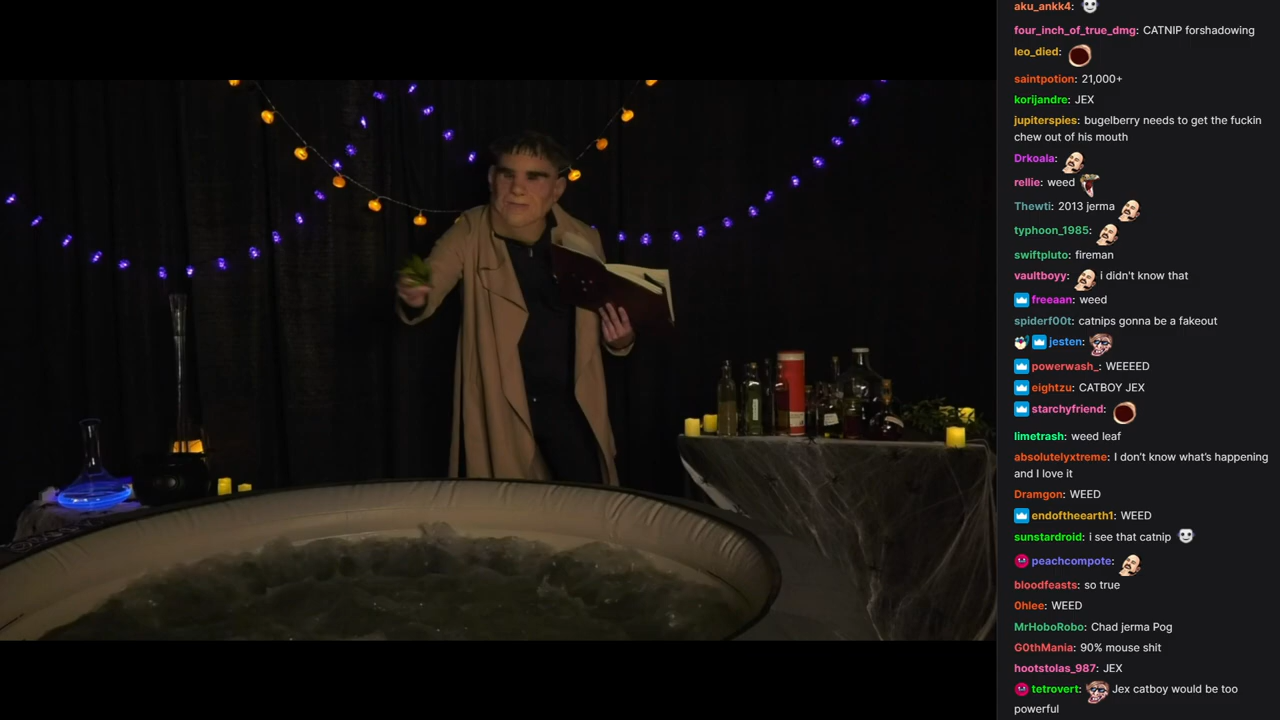 aku_ankk4:
four_inch_of_true_dmg: CATNIP forshadowing
leo_died:
saintpotion: 21,000+
korijandre: JEX
jupiterspies: bugelberry needs to get the fuckin
chew out of his mouth
Drkoala:
rellie: weed
Thewti: 2013 jerma
typhoon_1985:
swiftpluto: fireman
vaultboyy: i didn't know that
freeaan: weed
spiderf00t: catnips gonna be a fakeout
jesten:
powerwash_: WEEEED
eightzu: CATBOY JEX
starchyfriend:
limetrash: weed leaf
absolutelyxtreme: I don't know what's happening
and I love it
Dramgon: WEED
endoftheearth1: WEED
sunstardroid: i see that catnip
peachcompote:
bloodfeasts: so true
0hlee: WEED
MrHoboRobo: Chad jerma Pog
G0thMania: 90% mouse shit
hootstolas_987: JEX
tetrovert: Jex catboy would be too
powerful